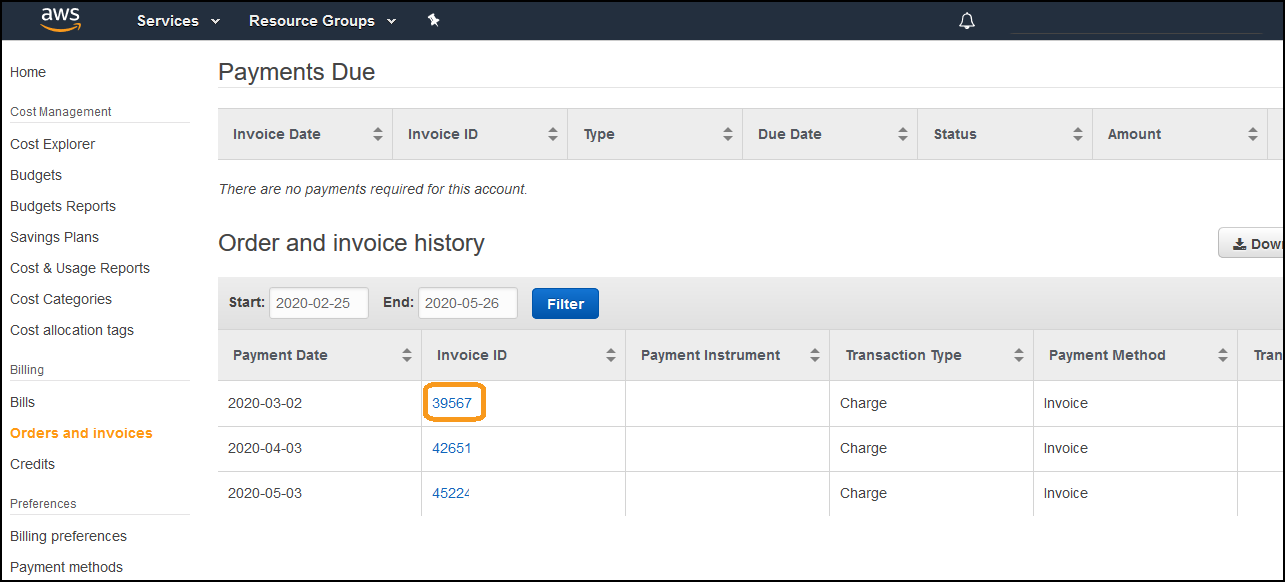 aws Services Resource Groups
Home
Cost Management
Cost Explorer
Budgets
Budgets Reports
Savings Plans
Cost & Usage Reports
Cost Categories
Cost allocation tags
Billing
Bills
Orders and invoices
Credits
Preferences
Billing preferences
Payment methods
Payments Due
Invoice Date Invoice ID Type Due Date Status Amount
There are no payments required for this account.
Order and invoice history
Start: 2020-02-25 End: 2020-05-26 Filter
Payment Date Invoice ID Payment Instrument Transaction Type Payment Method
2020-03-02 39567 Charge Invoice
2020-04-03 42651 Charge Invoice
2020-05-03 45224 Charge Invoice